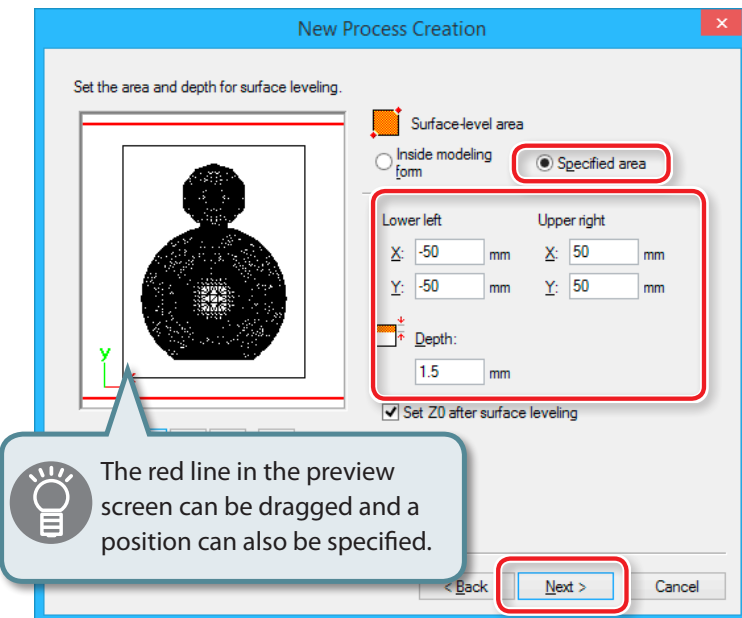 New Process Creation
Set the area and depth for surface leveling.
Surface-level area
Inside modeling
form
Specified area
Lower left
Upper right
X: -50 mm
X: 50 mm
Y: -50 mm
Y: 50 mm
Depth:
1.5 mm
Set Z0 after surface leveling
y
The red line in the preview
screen can be dragged and a
position can also be specified.
< Back
Next >
Cancel